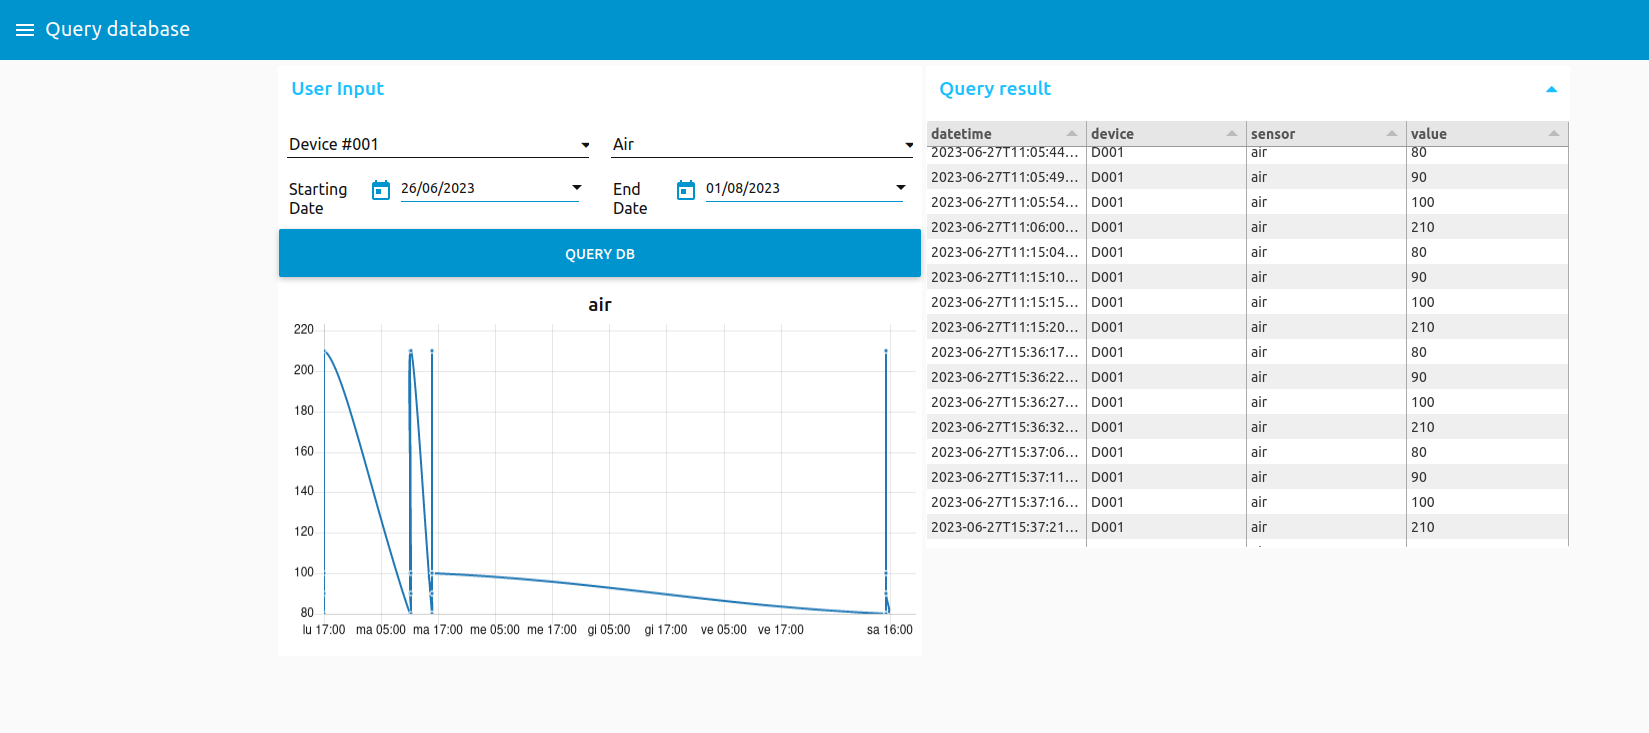 Query database
User Input
Device #001 Air
Starting Date 26/06/2023 End Date 01/08/2023
QUERY DB
air
220
200
180
160
140
120
100
80
lu 17:00 ma 05:00 ma 17:00 me 05:00 me 17:00 gi 05:00 gi 17:00 ve 05:00 ve 17:00 sa 16:00
Query result
datetime device sensor value
2023-06-27T11:05:44... D001 air 80
2023-06-27T11:05:49... D001 air 90
2023-06-27T11:05:54... D001 air 100
2023-06-27T11:06:00... D001 air 210
2023-06-27T11:15:04... D001 air 80
2023-06-27T11:15:10... D001 air 90
2023-06-27T11:15:15... D001 air 100
2023-06-27T11:15:20... D001 air 210
2023-06-27T15:36:17... D001 air 80
2023-06-27T15:36:22... D001 air 90
2023-06-27T15:36:27... D001 air 100
2023-06-27T15:36:32... D001 air 210
2023-06-27T15:37:06... D001 air 80
2023-06-27T15:37:11... D001 air 90
2023-06-27T15:37:16... D001 air 100
2023-06-27T15:37:21... D001 air 210